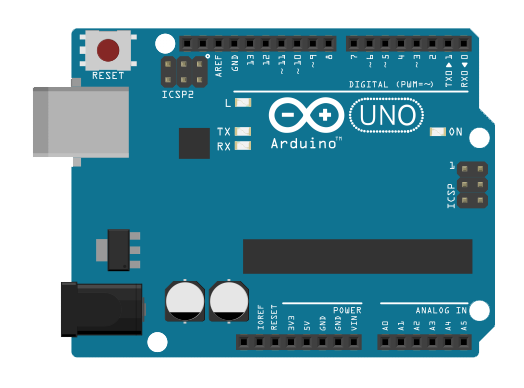 RESET
ICSP2
AREF
GND
13
12
~11
~10
~9
8
7
~6
~5
4
~3
2
TX0▶1
RX0◀0
DIGITAL (PWM=~)
L
TX
RX
Arduino™
UNO
ON
1
ICSP
POWER
ANALOG IN
IOREF
RESET
3V3
5V
GND
GND
VIN
A0
A1
A2
A3
A4
A5